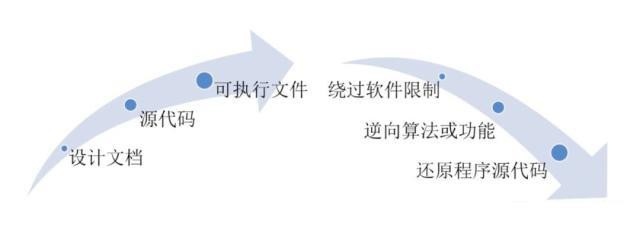 可执行文件
源代码
设计文档
绕过软件限制
逆向算法或功能
还原程序源代码